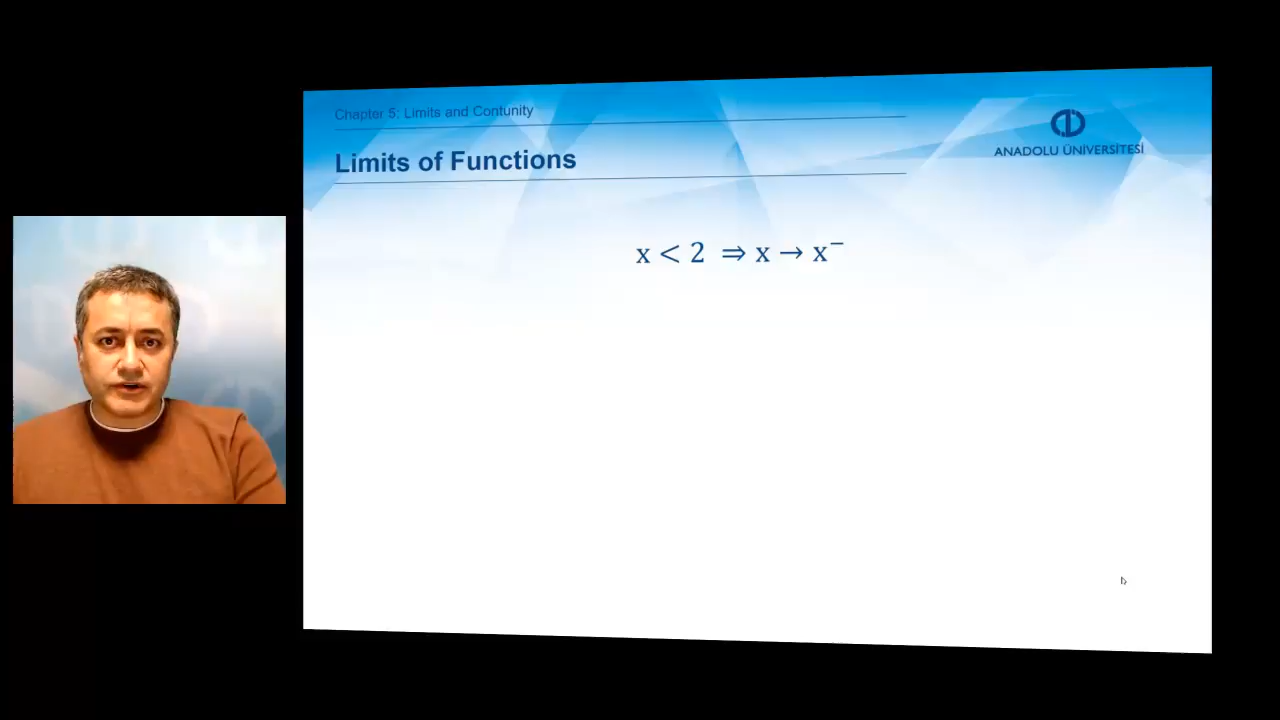 Chapter 5: Limits and Contunity
Limits of Functions
ANADOLU ÜNİVERSİTESİ
x < 2 ⇒ x → x⁻